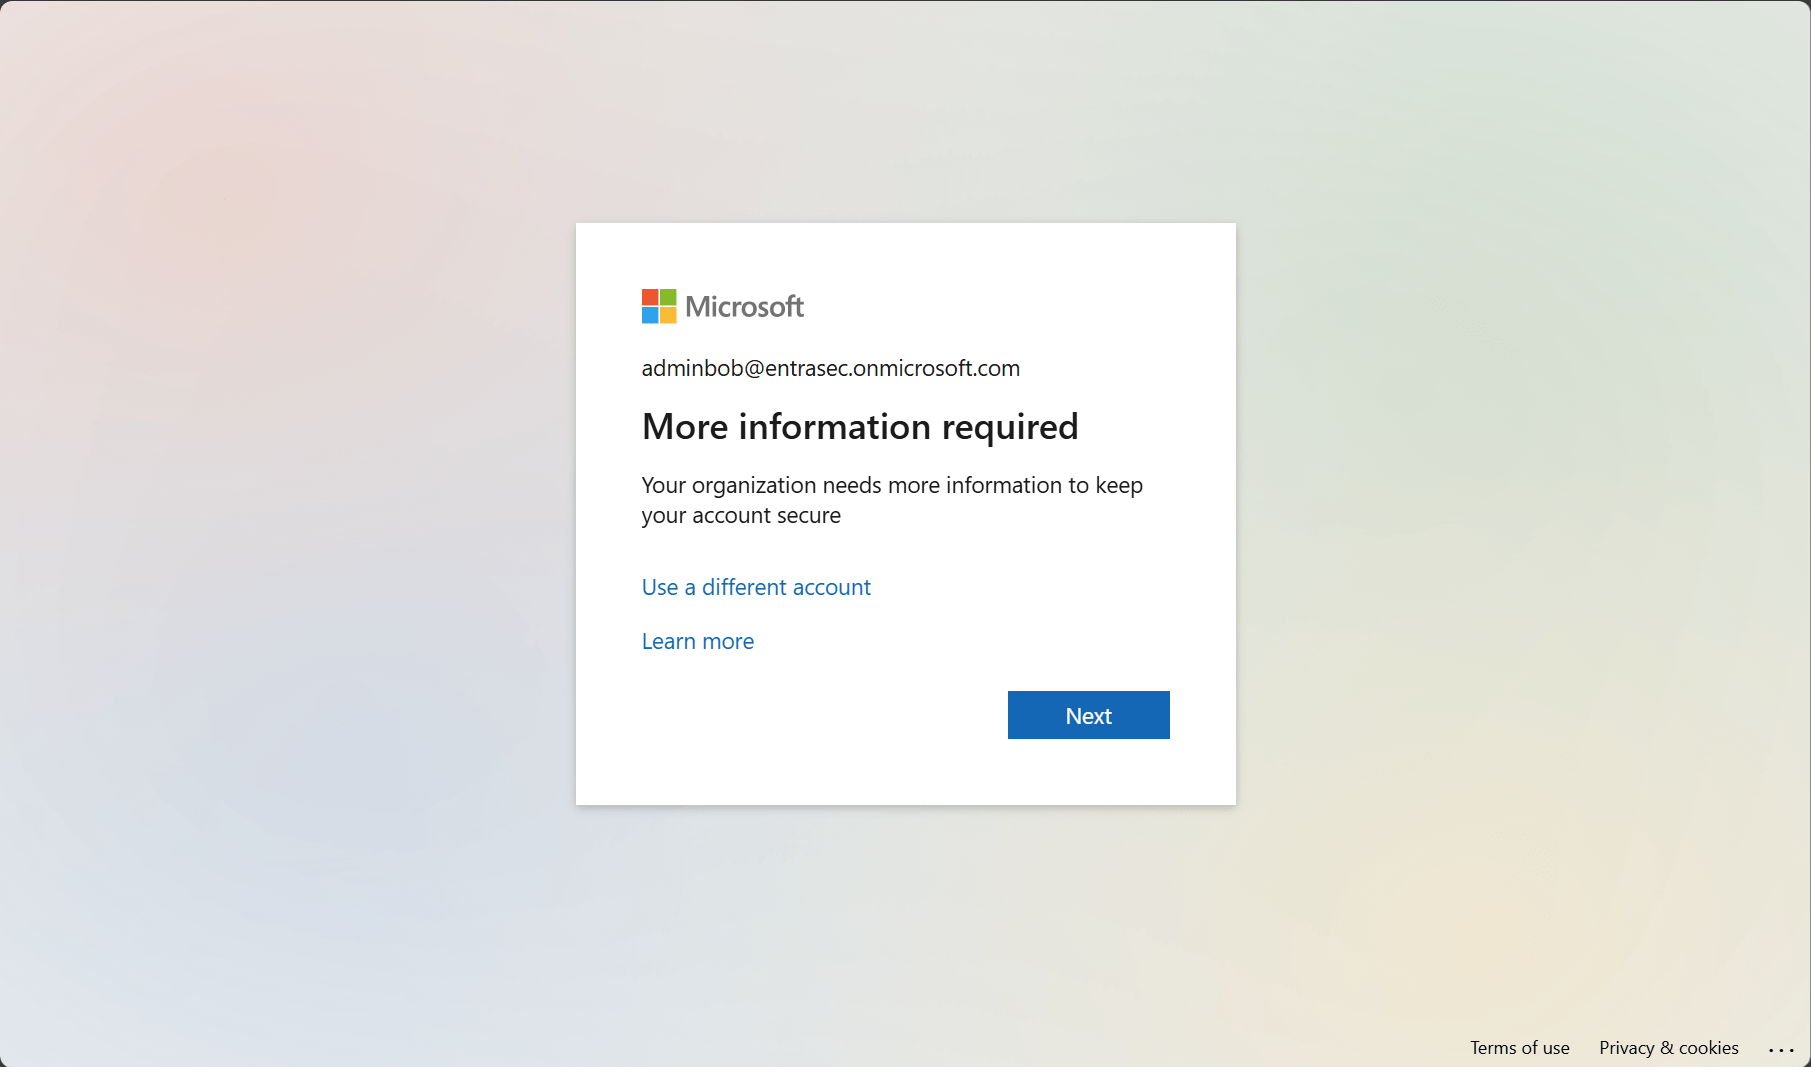 Microsoft
adminbob@entrasec.onmicrosoft.com
More information required
Your organization needs more information to keep
your account secure
Use a different account
Learn more
Next
Terms of use Privacy & cookies ...